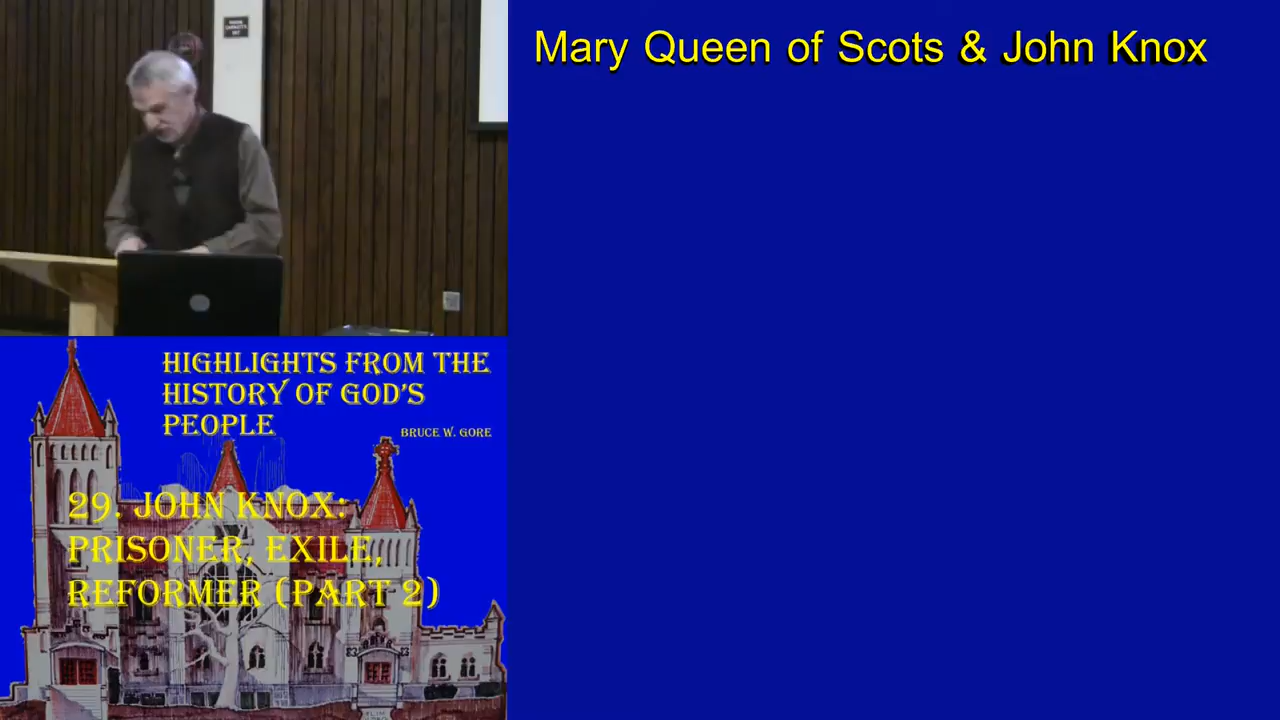 Mary Queen of Scots & John Knox
HIGHLIGHTS FROM THE
HISTORY OF GOD'S
PEOPLE
BRUCE W. GORE
29. JOHN KNOX:
PRISONER, EXILE,
REFORMER (PART 2)